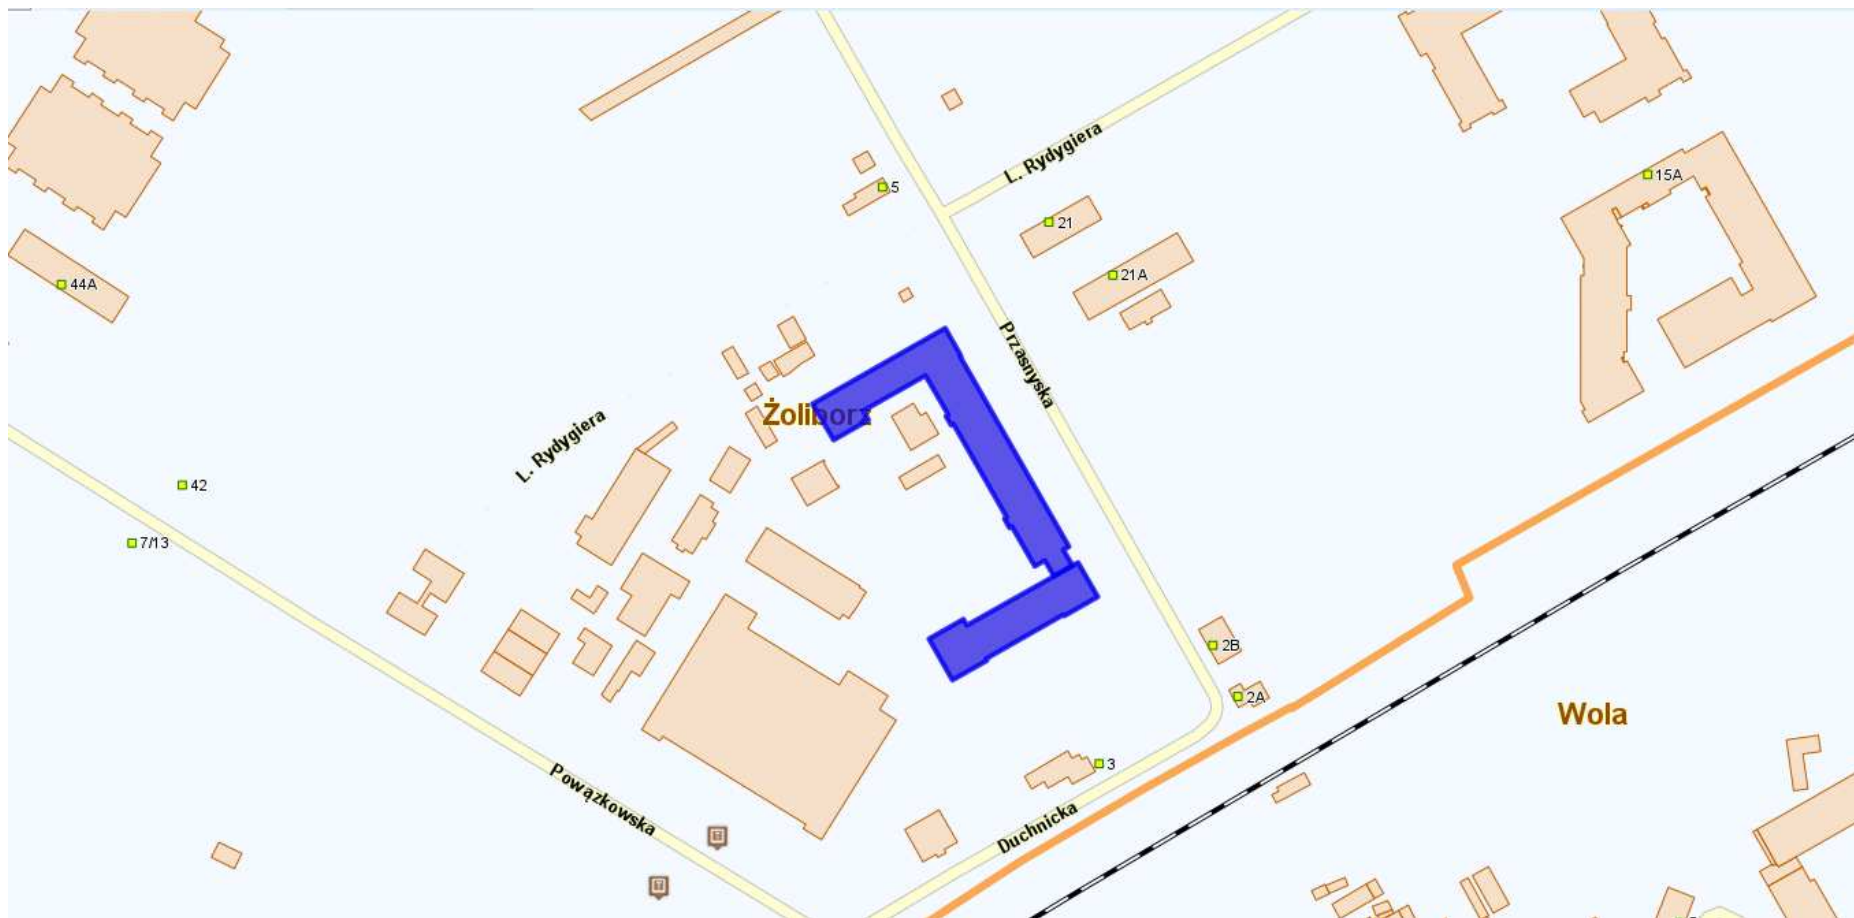 L. Rydygiera
5
15A
21
21A
44A
Przasnyska
Żoliborz
L. Rydygiera
42
7/13
2B
2A
Wola
3
Powązkowska
Duchnicka